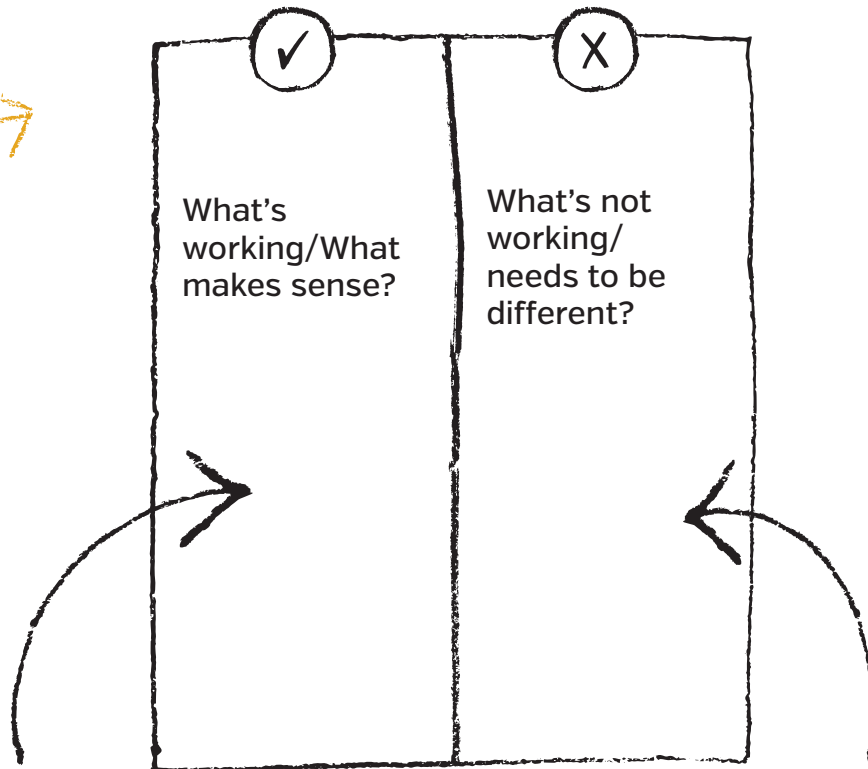 ✓
X
What's
working/What
makes sense?
What's not
working/
needs to be
different?